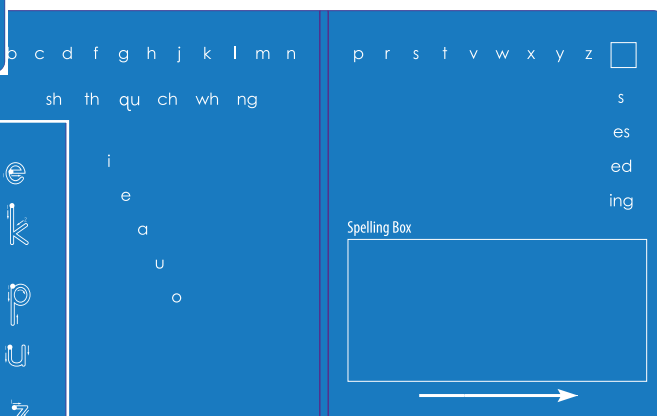 b c d f g h j k l m n p r s t v w x y z
sh th qu ch wh ng
s
es
ed
ing
i
e
a
u
o
Spelling Box
e
k
p
u
z